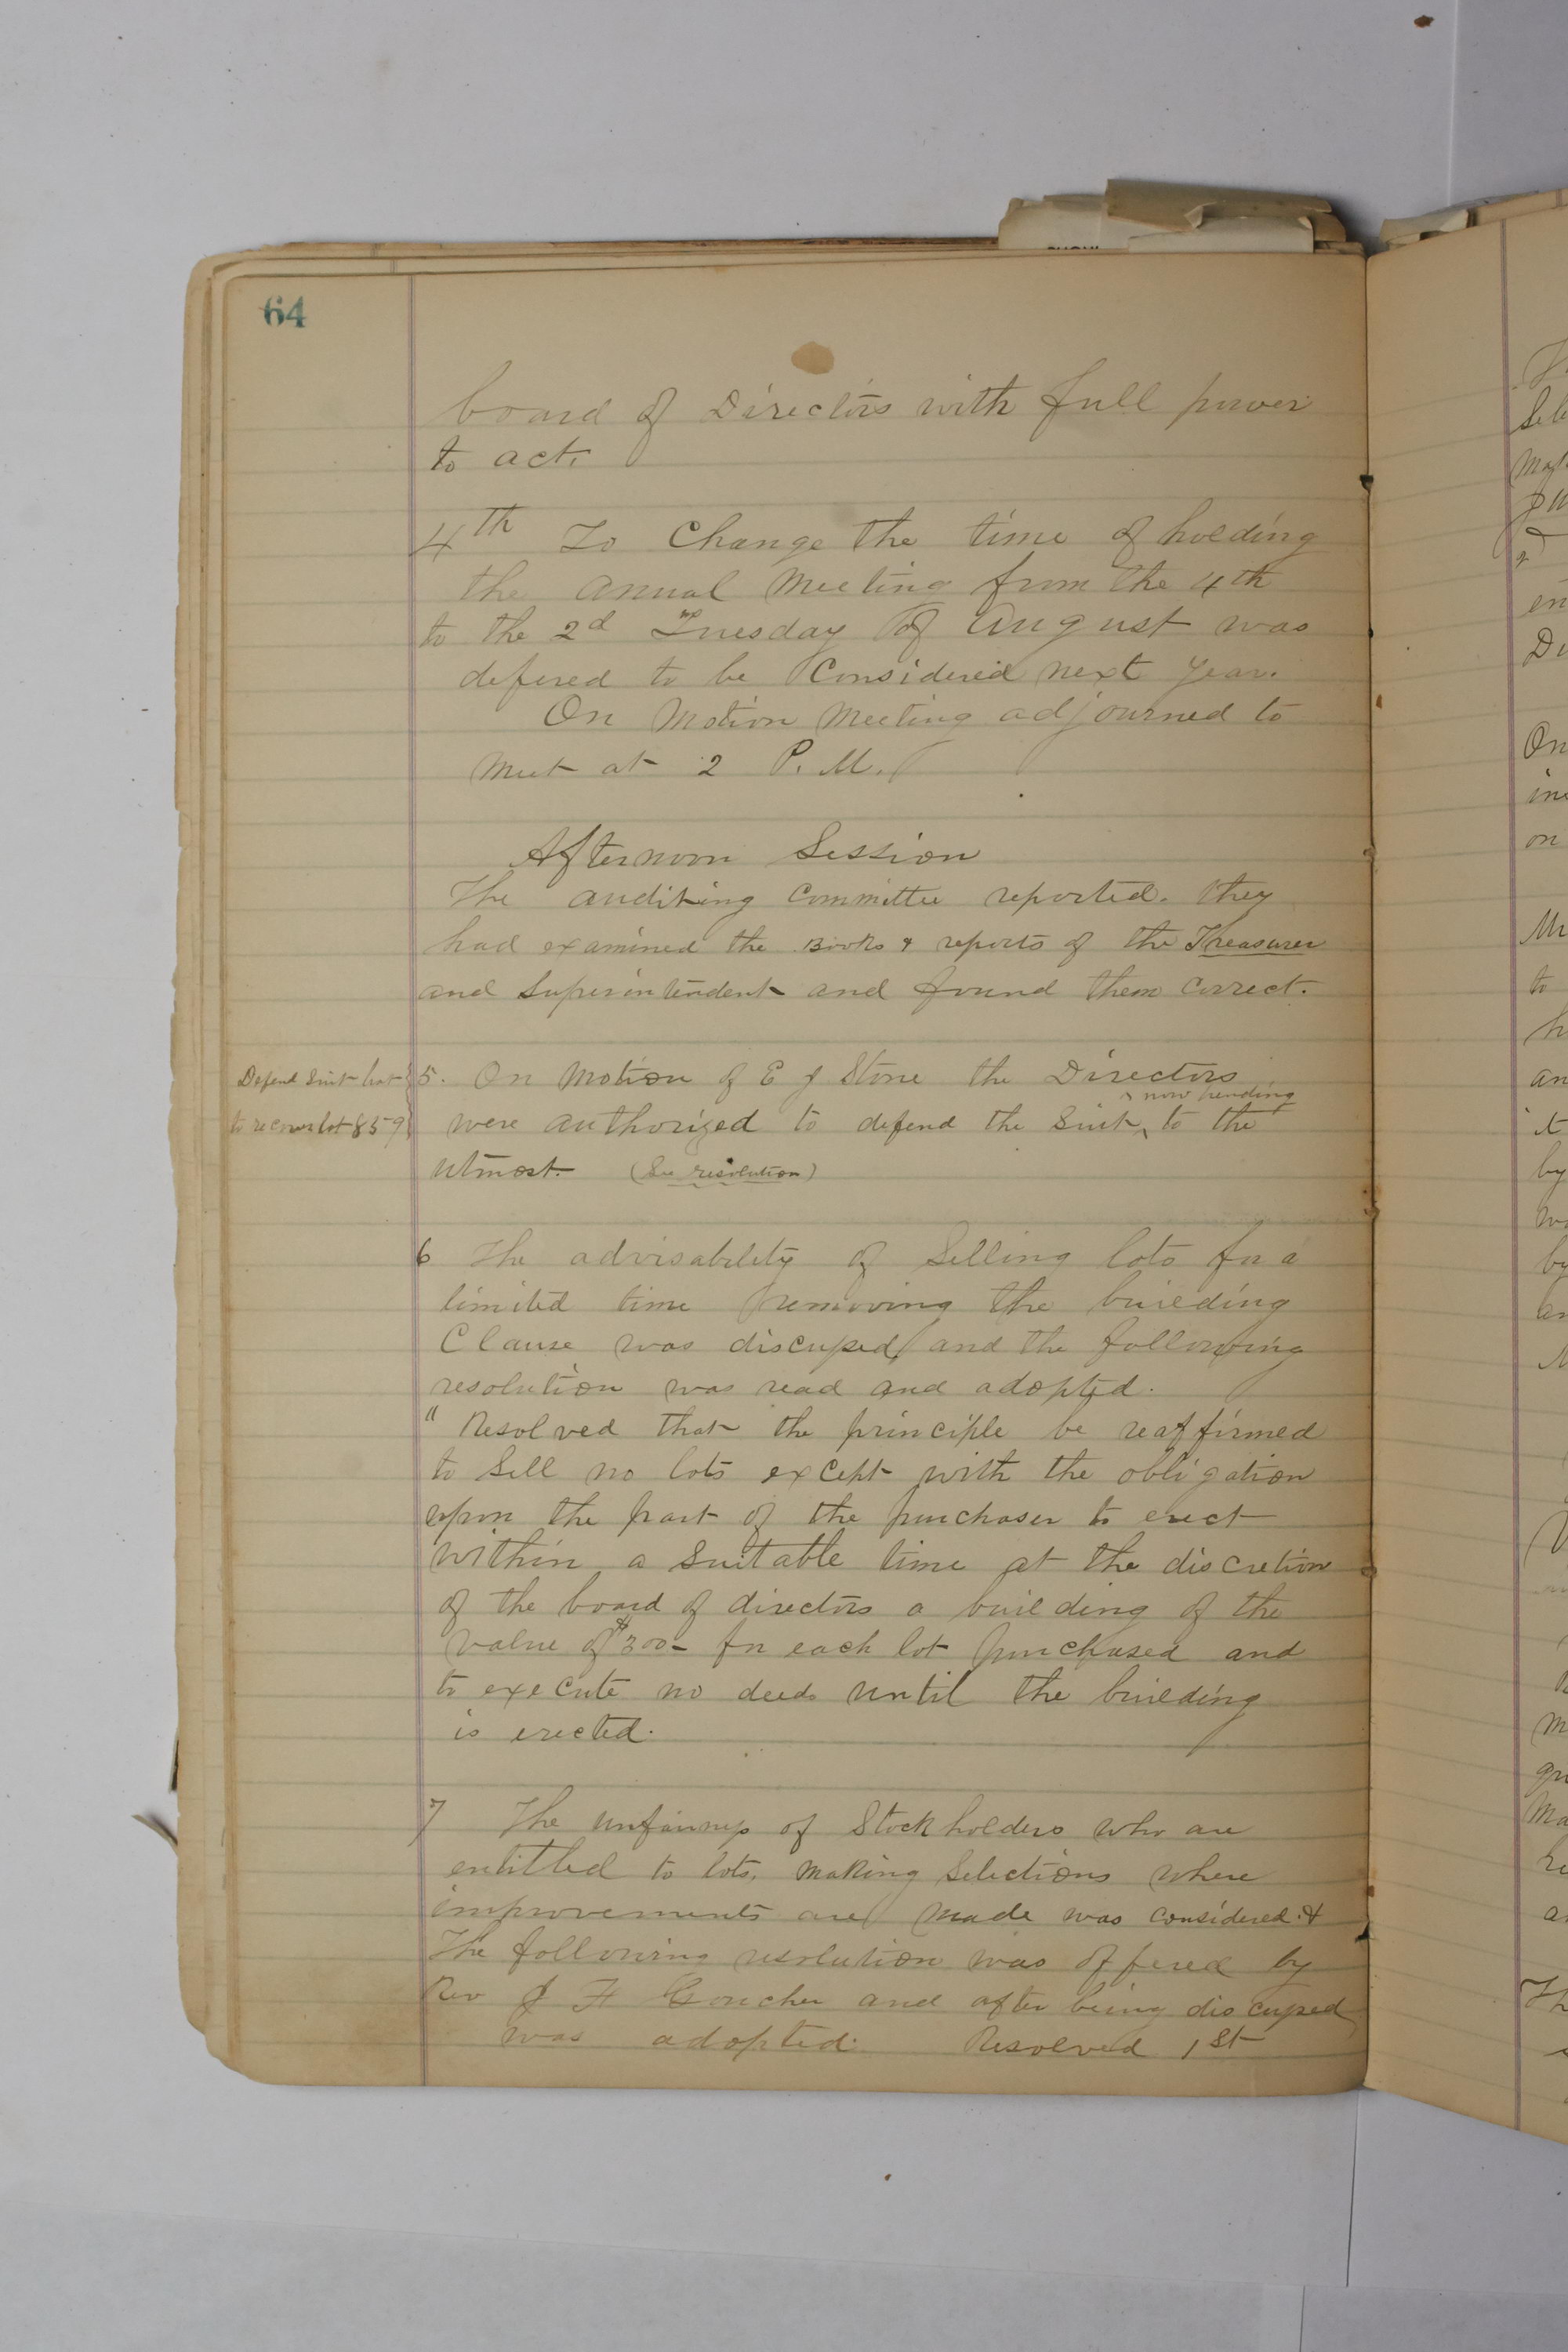 64
board of Directors with full power
to act.
4th To Change the time of holding
the annual Meeting from the 4th
to the 2d Tuesday of August was
defered to be Considered next year.
On Motion Meeting adjourned to
meet at 2 P. M.
Afternoon Session
The auditing Committee reported. they
had examined the Books & reports of the Treasurer
and Superintendent and found them correct.
Defend Suit
to recover lot 859
5. On Motion of E J Stone the Directors
were authorized to defend the Suit now pending to the
utmost. (See resolution)
6 The advisability of Selling lots for a
limited time removing the building
Clause was discussed and the following
resolution was read and adopted.
" Resolved that the principle be reaffirmed
to Sell no lots except with the obligation
upon the part of the purchaser to erect
within a Suitable time at the discretion
of the board of directors a building of the
value of $300- for each lot purchased and
to execute no deeds until the building
is erected.
7 The unfairness of Stockholders who are
entitled to lots, making Selections where
improvements are made was considered. &
The following resolution was offered by
Rev J F Goucher and after being discussed
was adopted. Resolved 1st